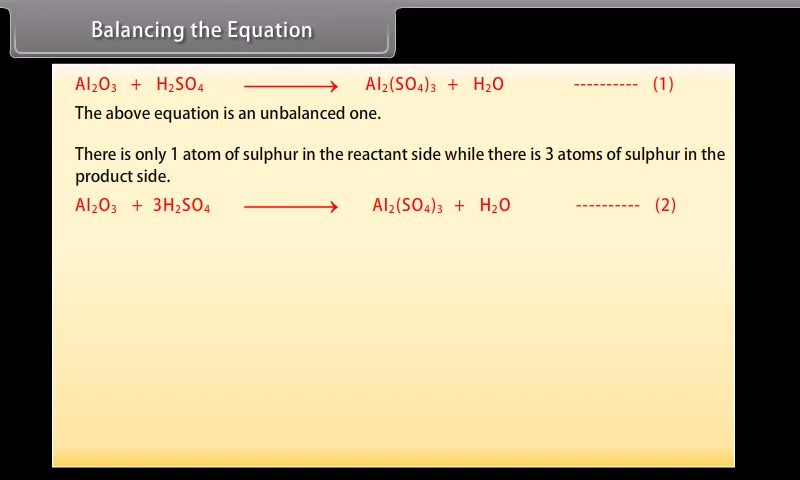 Balancing the Equation
Al₂O₃ + H₂SO₄ ⟶ Al₂(SO₄)₃ + H₂O ---------- (1)
The above equation is an unbalanced one.
There is only 1 atom of sulphur in the reactant side while there is 3 atoms of sulphur in the
product side.
Al₂O₃ + 3H₂SO₄ ⟶ Al₂(SO₄)₃ + H₂O ---------- (2)